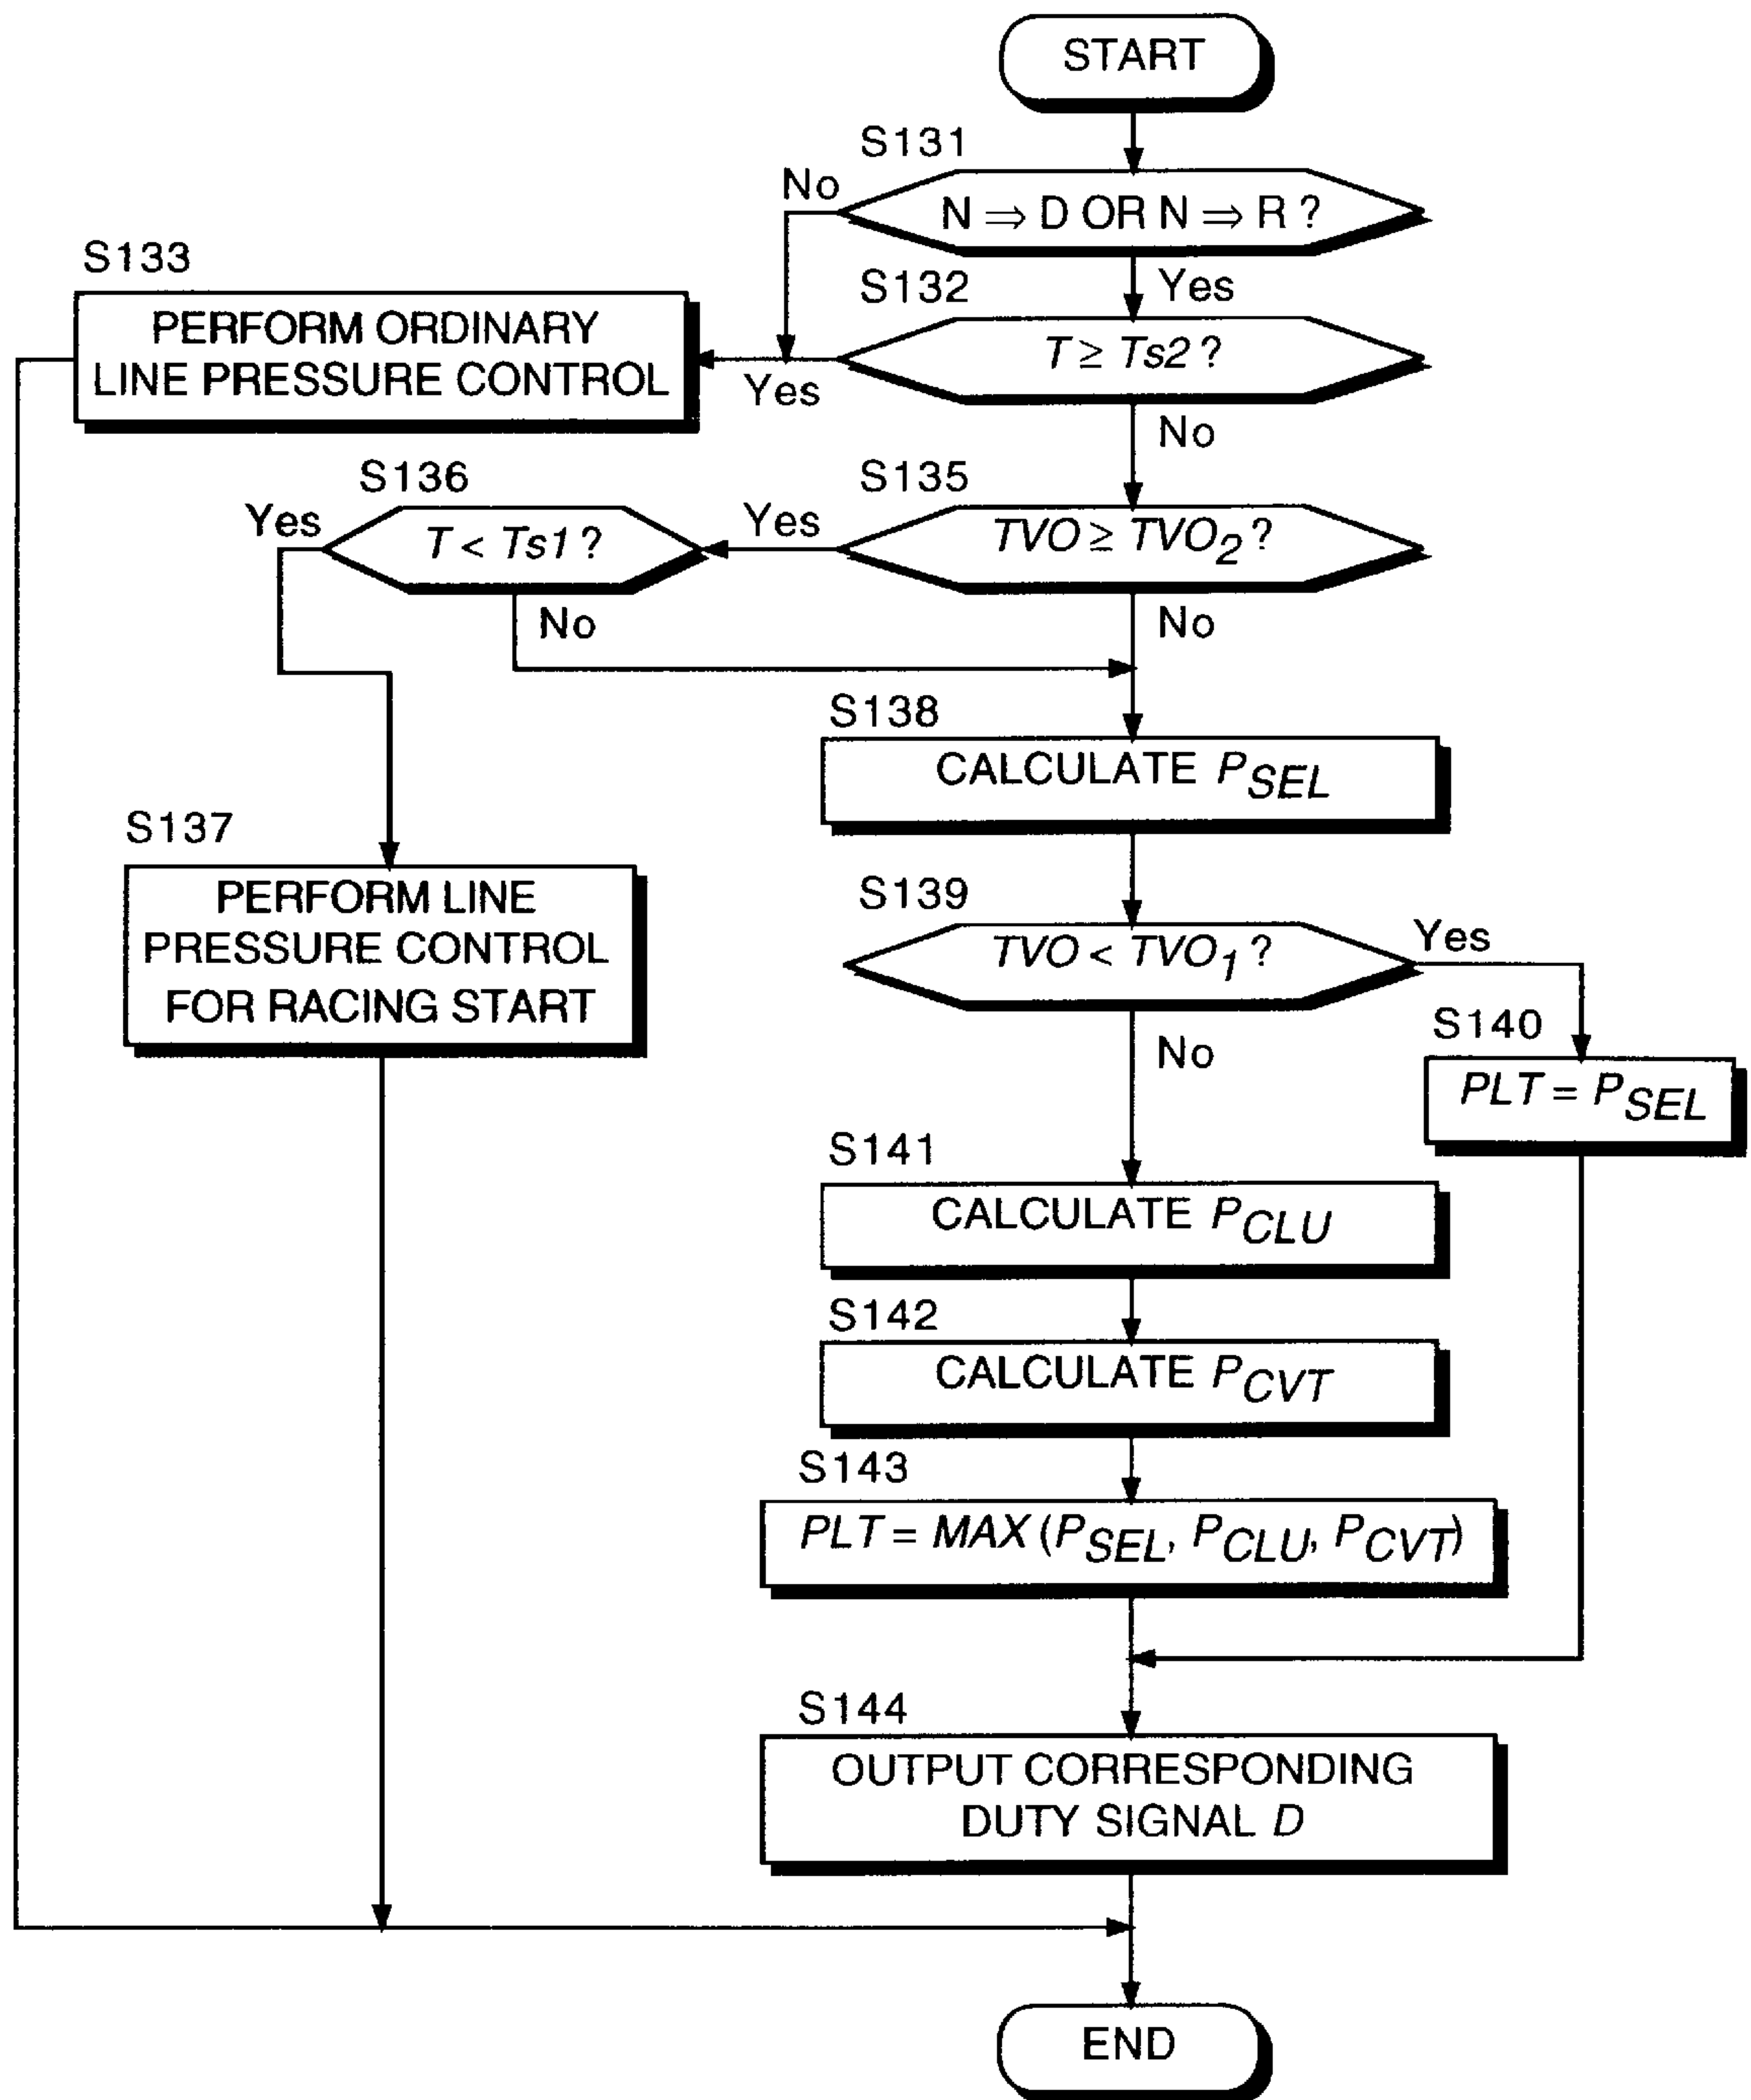 START
S131
No
N ⇒ D OR N ⇒ R ?
Yes
S133
PERFORM ORDINARY
LINE PRESSURE CONTROL
S132
T ≥ Ts2 ?
Yes
No
S136
Yes
T < Ts1 ?
No
S135
Yes
TVO ≥ TVO2 ?
No
S138
CALCULATE PSEL
S137
PERFORM LINE
PRESSURE CONTROL
FOR RACING START
S139
TVO < TVO1 ?
Yes
No
S140
PLT = PSEL
S141
CALCULATE PCLU
S142
CALCULATE PCVT
S143
PLT = MAX (PSEL, PCLU, PCVT)
S144
OUTPUT CORRESPONDING
DUTY SIGNAL D
END